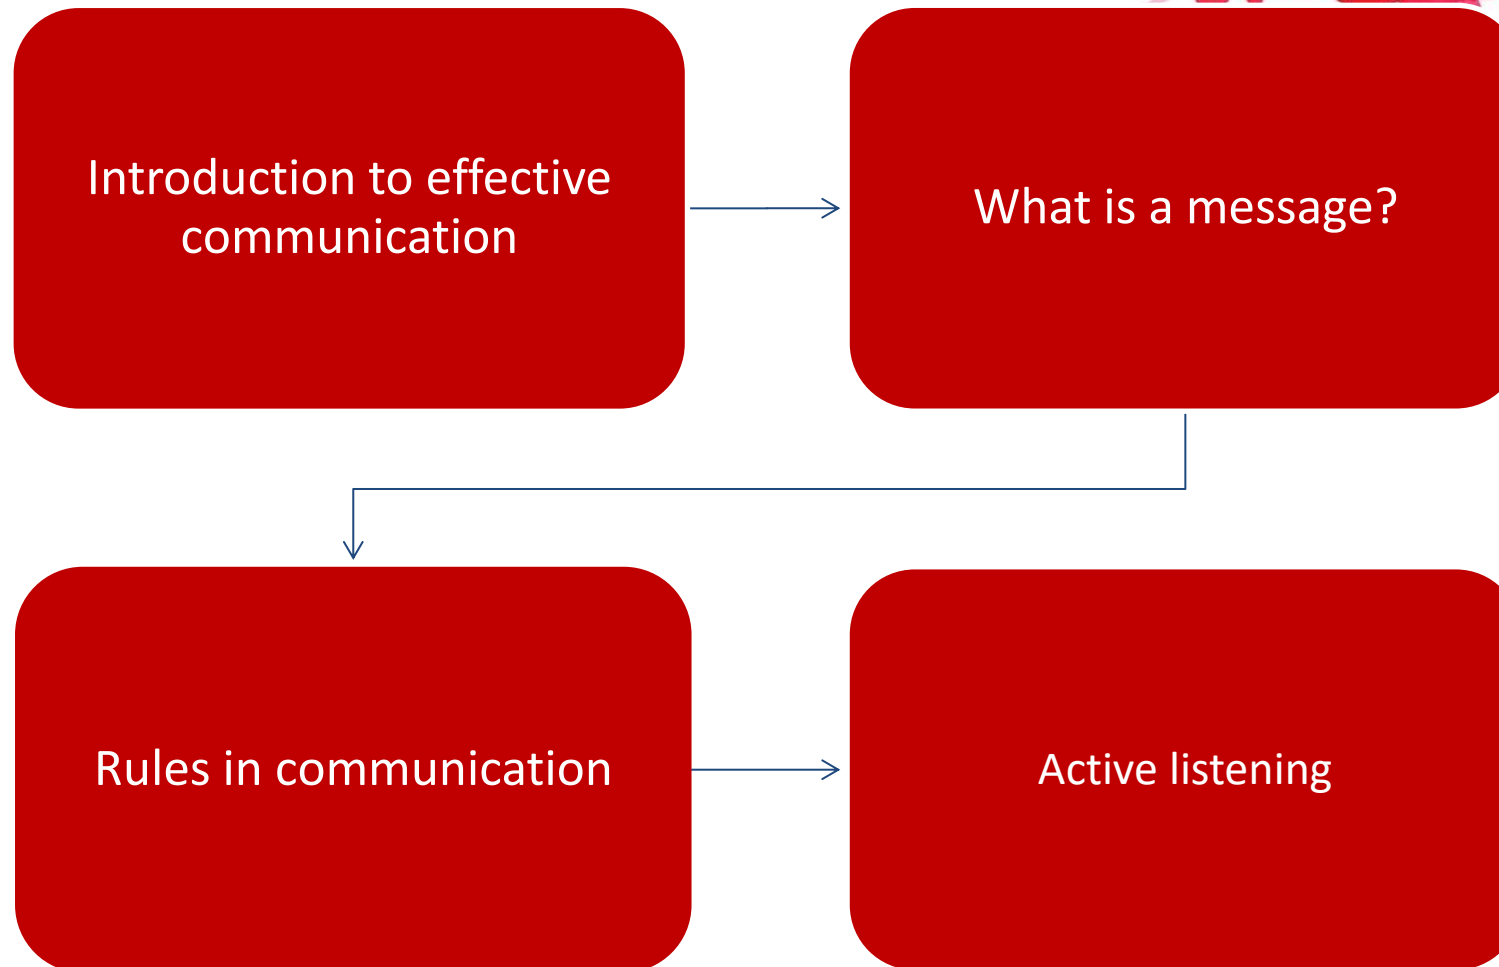 Introduction to effective
communication
What is a message?
Rules in communication
Active listening